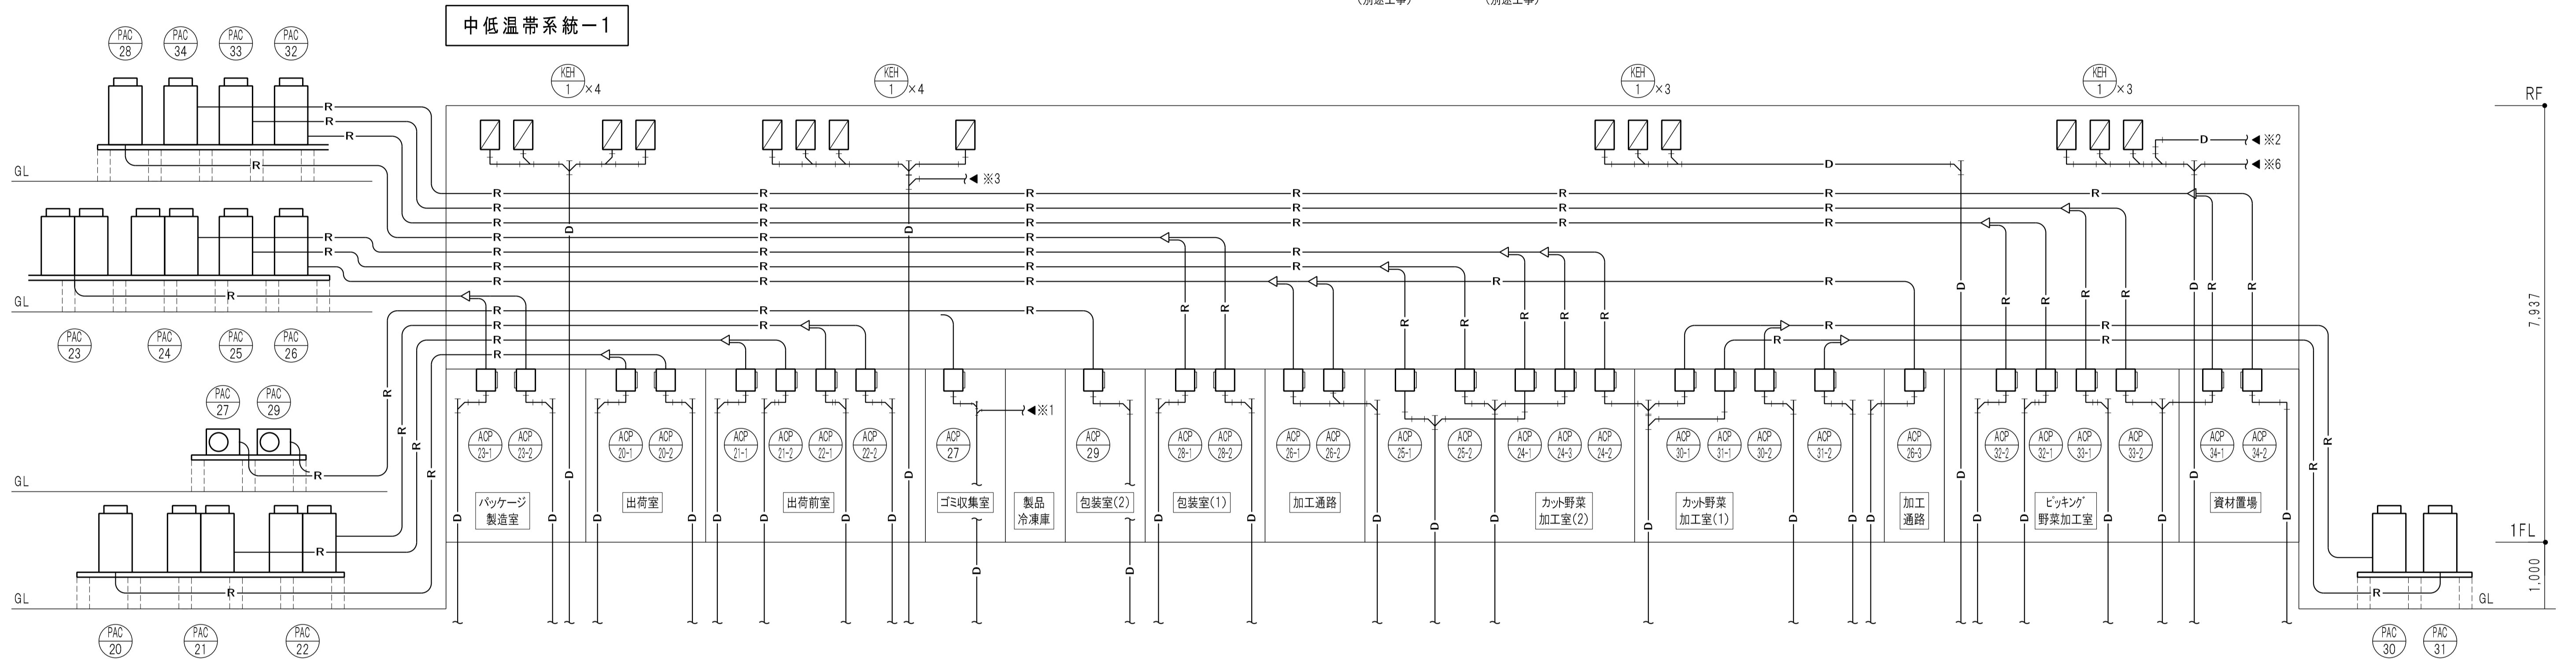 (別途工事) (別途工事)
中低温帯系統－1
PAC 28 PAC 34 PAC 33 PAC 32
KEH 1 ×4 KEH 1 ×4 KEH 1 ×3 KEH 1 ×3
RF
R R R R
D ※2
D ※6
※3
GL
R R R R R R R
R R R R R R
R R R R R R
R R R
R R R R
R R R R
R R R R R
R
GL
PAC 23 PAC 24 PAC 25 PAC 26
R R
R R R R
R R R
R
7.937
PAC 27 PAC 29
R
GL
※1
ACP 23-1 ACP 23-2 ACP 20-1 ACP 20-2 ACP 21-1 ACP 21-2 ACP 22-1 ACP 22-2 ACP 27 ACP 29 ACP 28-1 ACP 28-2 ACP 26-1 ACP 26-2 ACP 25-1 ACP 25-2 ACP 24-1 ACP 24-3 ACP 24-2 ACP 30-1 ACP 31-1 ACP 30-2 ACP 31-2 ACP 26-3 ACP 32-2 ACP 32-1 ACP 33-1 ACP 33-2 ACP 34-1 ACP 34-2
パッケージ
製造室
出荷室
出荷前室
ゴミ収集室
製品
冷凍庫
包装室(2)
包装室(1)
加工通路
カット野菜
加工室(2)
カット野菜
加工室(1)
加工
通路
ピッキング
野菜加工室
資材置場
1FL
1.000
R
R
GL
R
GL
PAC 20 PAC 21 PAC 22
PAC 30 PAC 31